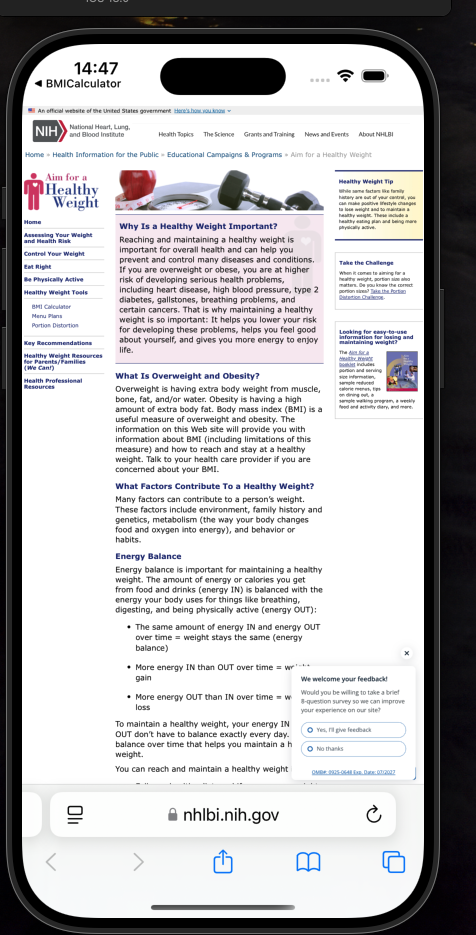 14:47
◀ BMICalculator
An official website of the United States government Here's how you know
NIH
National Heart, Lung,
and Blood Institute
Health Topics The Science Grants and Training News and Events About NHLBI
Home » Health Information for the Public » Educational Campaigns & Programs » Aim for a Healthy Weight
Aim for a
Healthy
Weight
Home
Assessing Your Weight
and Health Risk
Control Your Weight
Eat Right
Be Physically Active
Healthy Weight Tools
BMI Calculator
Menu Plans
Portion Distortion
Key Recommendations
Healthy Weight Resources
for Parents/Families
(We Can!)
Health Professional
Resources
Why Is a Healthy Weight Important?
Reaching and maintaining a healthy weight is
important for overall health and can help you
prevent and control many diseases and conditions.
If you are overweight or obese, you are at higher
risk of developing serious health problems,
including heart disease, high blood pressure, type 2
diabetes, gallstones, breathing problems, and
certain cancers. That is why maintaining a healthy
weight is so important: It helps you lower your risk
for developing these problems, helps you feel good
about yourself, and gives you more energy to enjoy
life.
What Is Overweight and Obesity?
Overweight is having extra body weight from muscle,
bone, fat, and/or water. Obesity is having a high
amount of extra body fat. Body mass index (BMI) is a
useful measure of overweight and obesity. The
information on this Web site will provide you with
information about BMI (including limitations of this
measure) and how to reach and stay at a healthy
weight. Talk to your health care provider if you are
concerned about your BMI.
What Factors Contribute To a Healthy Weight?
Many factors can contribute to a person's weight.
These factors include environment, family history and
genetics, metabolism (the way your body changes
food and oxygen into energy), and behavior or
habits.
Energy Balance
Energy balance is important for maintaining a healthy
weight. The amount of energy or calories you get
from food and drinks (energy IN) is balanced with the
energy your body uses for things like breathing,
digesting, and being physically active (energy OUT):
• The same amount of energy IN and energy OUT
over time = weight stays the same (energy
balance)
• More energy IN than OUT over time =
gain
• More energy OUT than IN over time =
loss
To maintain a healthy weight, your energy IN
OUT don't have to balance exactly every day.
balance over time that helps you maintain a
weight.
You can reach and maintain a healthy weight
Healthy Weight Tip
While some factors like family
history are out of your control, you
can make positive lifestyle changes
to lose weight and to maintain a
healthy weight. These include a
healthy eating plan and being more
physically active.
Take the Challenge
When it comes to aiming for a
healthy weight, portion size also
matters. Do you know the correct
portion sizes? Take the Portion
Distortion Challenge.
Looking for easy-to-use
information for losing and
maintaining weight?
The Aim for a
Healthy Weight
booklet includes
portion and serving
size information,
sample reduced
calorie menus, tips
on dining out, a
sample walking program, a weekly
feed and activity diary, and more.
×
We welcome your feedback!
Would you be willing to take a brief
8-question survey so we can improve
your experience on our site?
Yes, I'll give feedback
No thanks
OMB#: 0925-0648 Exp. Date: 07/2027
nhlbi.nih.gov